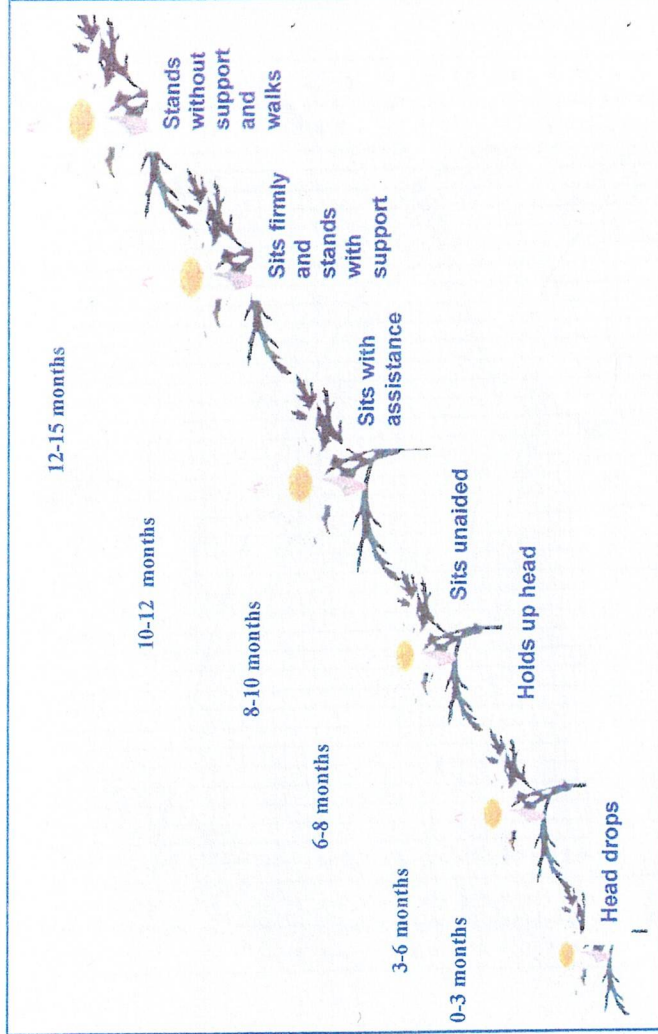 0-3 months
3-6 months
6-8 months
8-10 months
10-12 months
12-15 months
Head drops
Holds up head
Sits unaided
Sits with
assistance
Sits firmly
and
stands
with
support
Stands
without
support
and
walks